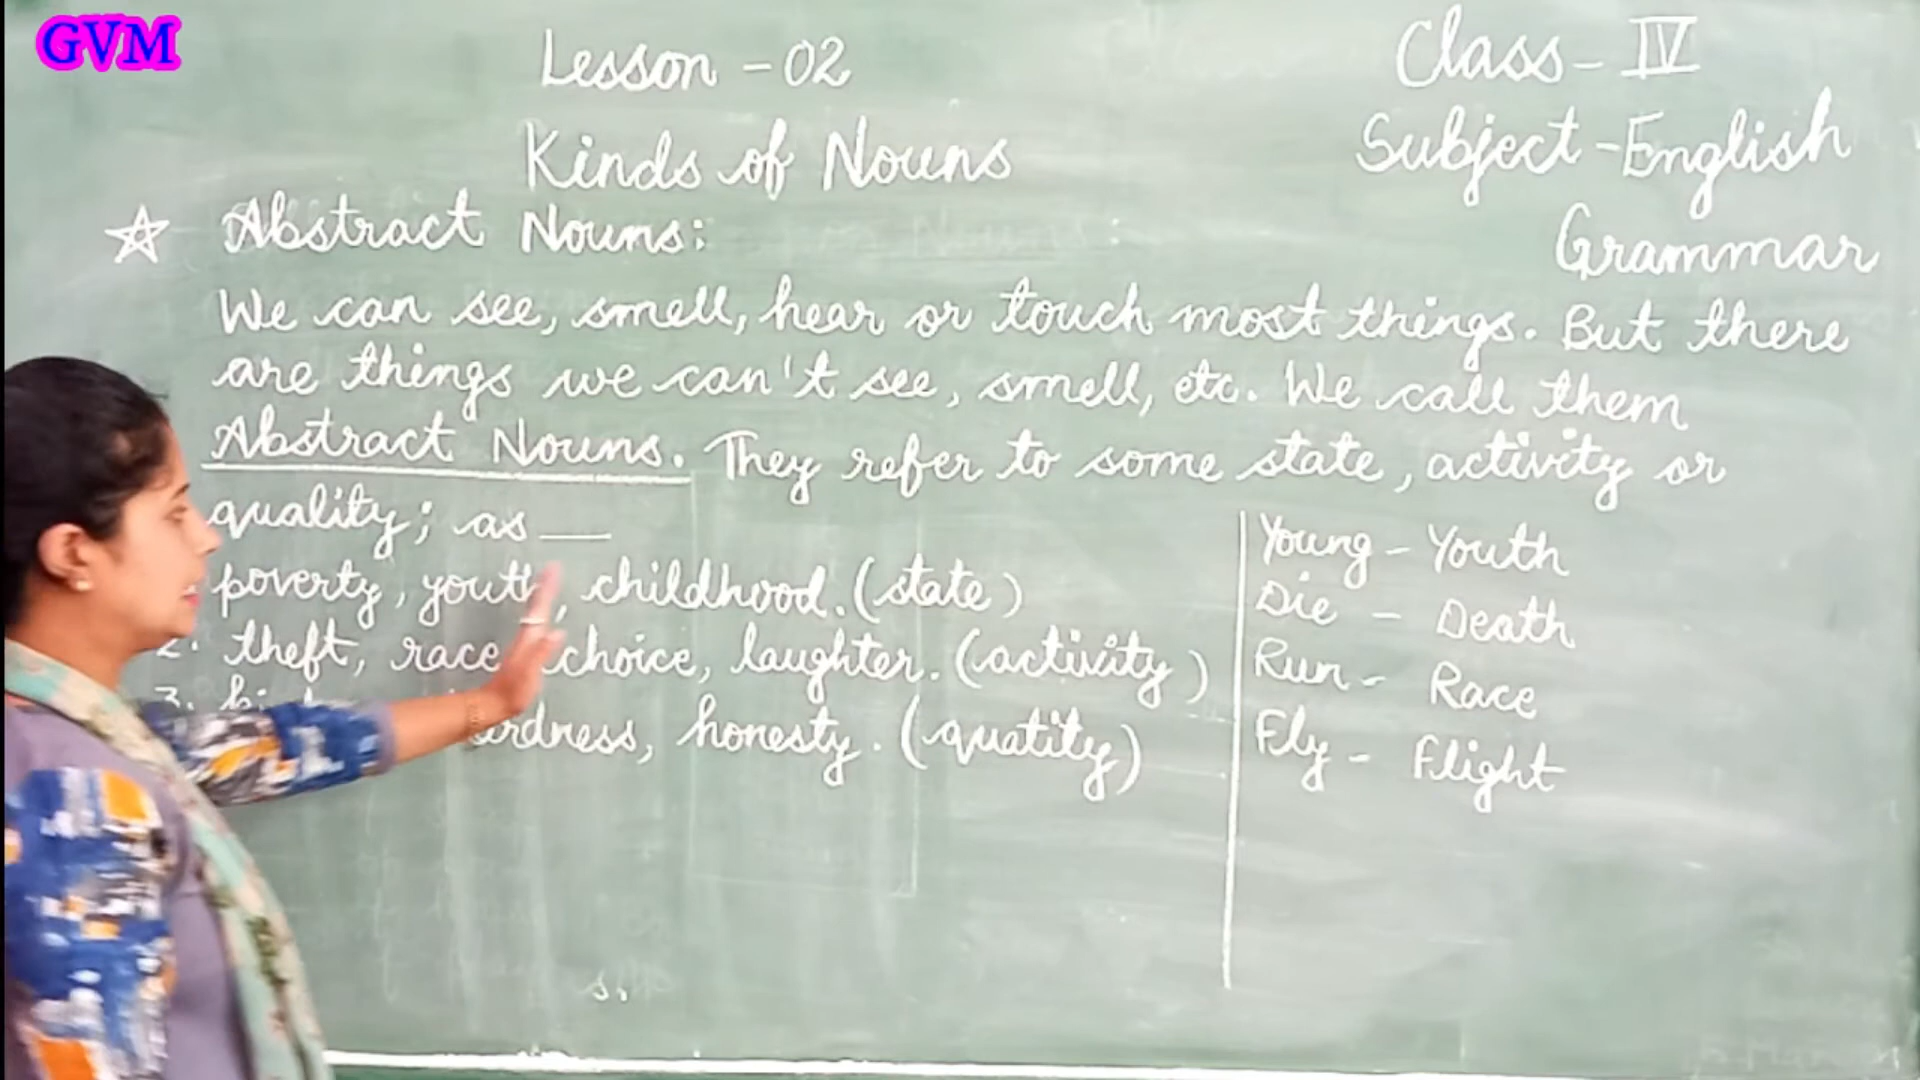 GVM
Lesson - 02
Class - IV
Kinds of Nouns
Subject - English
Grammar
☆ Abstract Nouns:
We can see, smell, hear or touch most things. But there
are things we can't see, smell, etc. We call them
Abstract Nouns. They refer to some state, activity or
quality; as __
poverty, youth, childhood. (state)
2. theft, race, choice, laughter. (activity)
3.
honesty. (quatity)
Young - Youth
Die - Death
Run - Race
Fly - Flight
s.